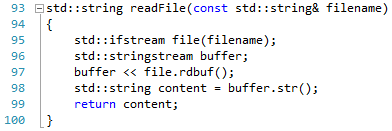 93 std::string readFile(const std::string& filename)
94 {
95 std::ifstream file(filename);
96 std::stringstream buffer;
97 buffer << file.rdbuf();
98 std::string content = buffer.str();
99 return content;
100 }